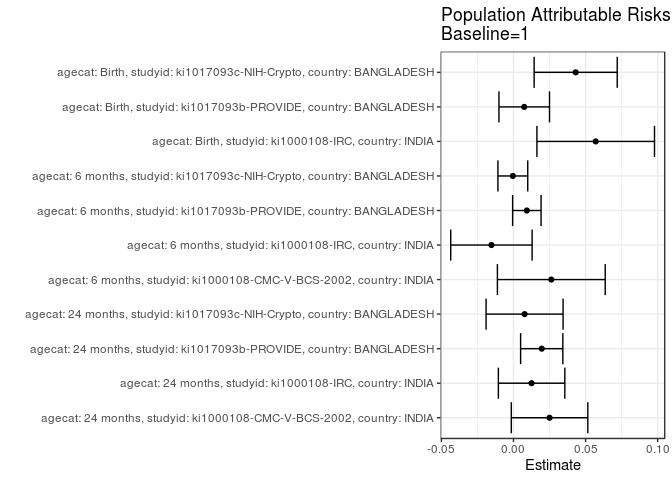 Population Attributable Risks
Baseline=1
agecat: Birth, studyid: ki1017093c-NIH-Crypto, country: BANGLADESH
agecat: Birth, studyid: ki1017093b-PROVIDE, country: BANGLADESH
agecat: Birth, studyid: ki1000108-IRC, country: INDIA
agecat: 6 months, studyid: ki1017093c-NIH-Crypto, country: BANGLADESH
agecat: 6 months, studyid: ki1017093b-PROVIDE, country: BANGLADESH
agecat: 6 months, studyid: ki1000108-IRC, country: INDIA
agecat: 6 months, studyid: ki1000108-CMC-V-BCS-2002, country: INDIA
agecat: 24 months, studyid: ki1017093c-NIH-Crypto, country: BANGLADESH
agecat: 24 months, studyid: ki1017093b-PROVIDE, country: BANGLADESH
agecat: 24 months, studyid: ki1000108-IRC, country: INDIA
agecat: 24 months, studyid: ki1000108-CMC-V-BCS-2002, country: INDIA
-0.05 0.00 0.05 0.10
Estimate